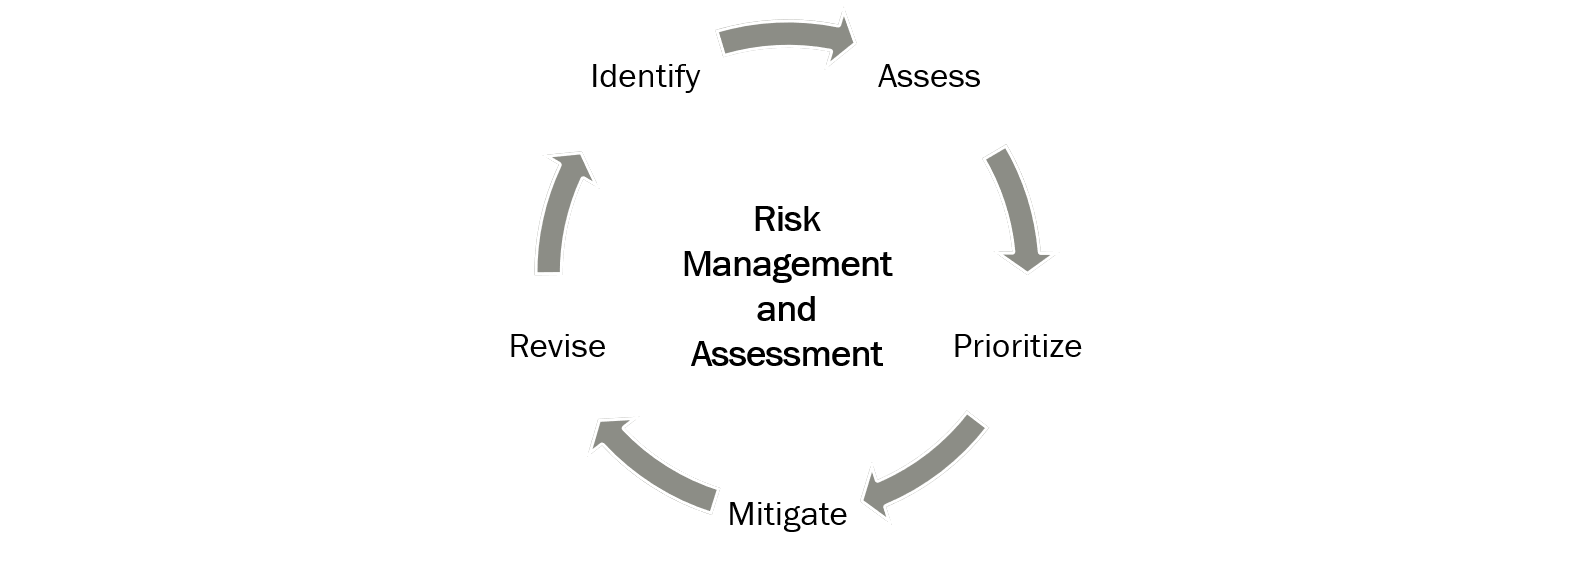 Identify
Assess
Risk
Management
and
Assessment
Revise
Prioritize
Mitigate